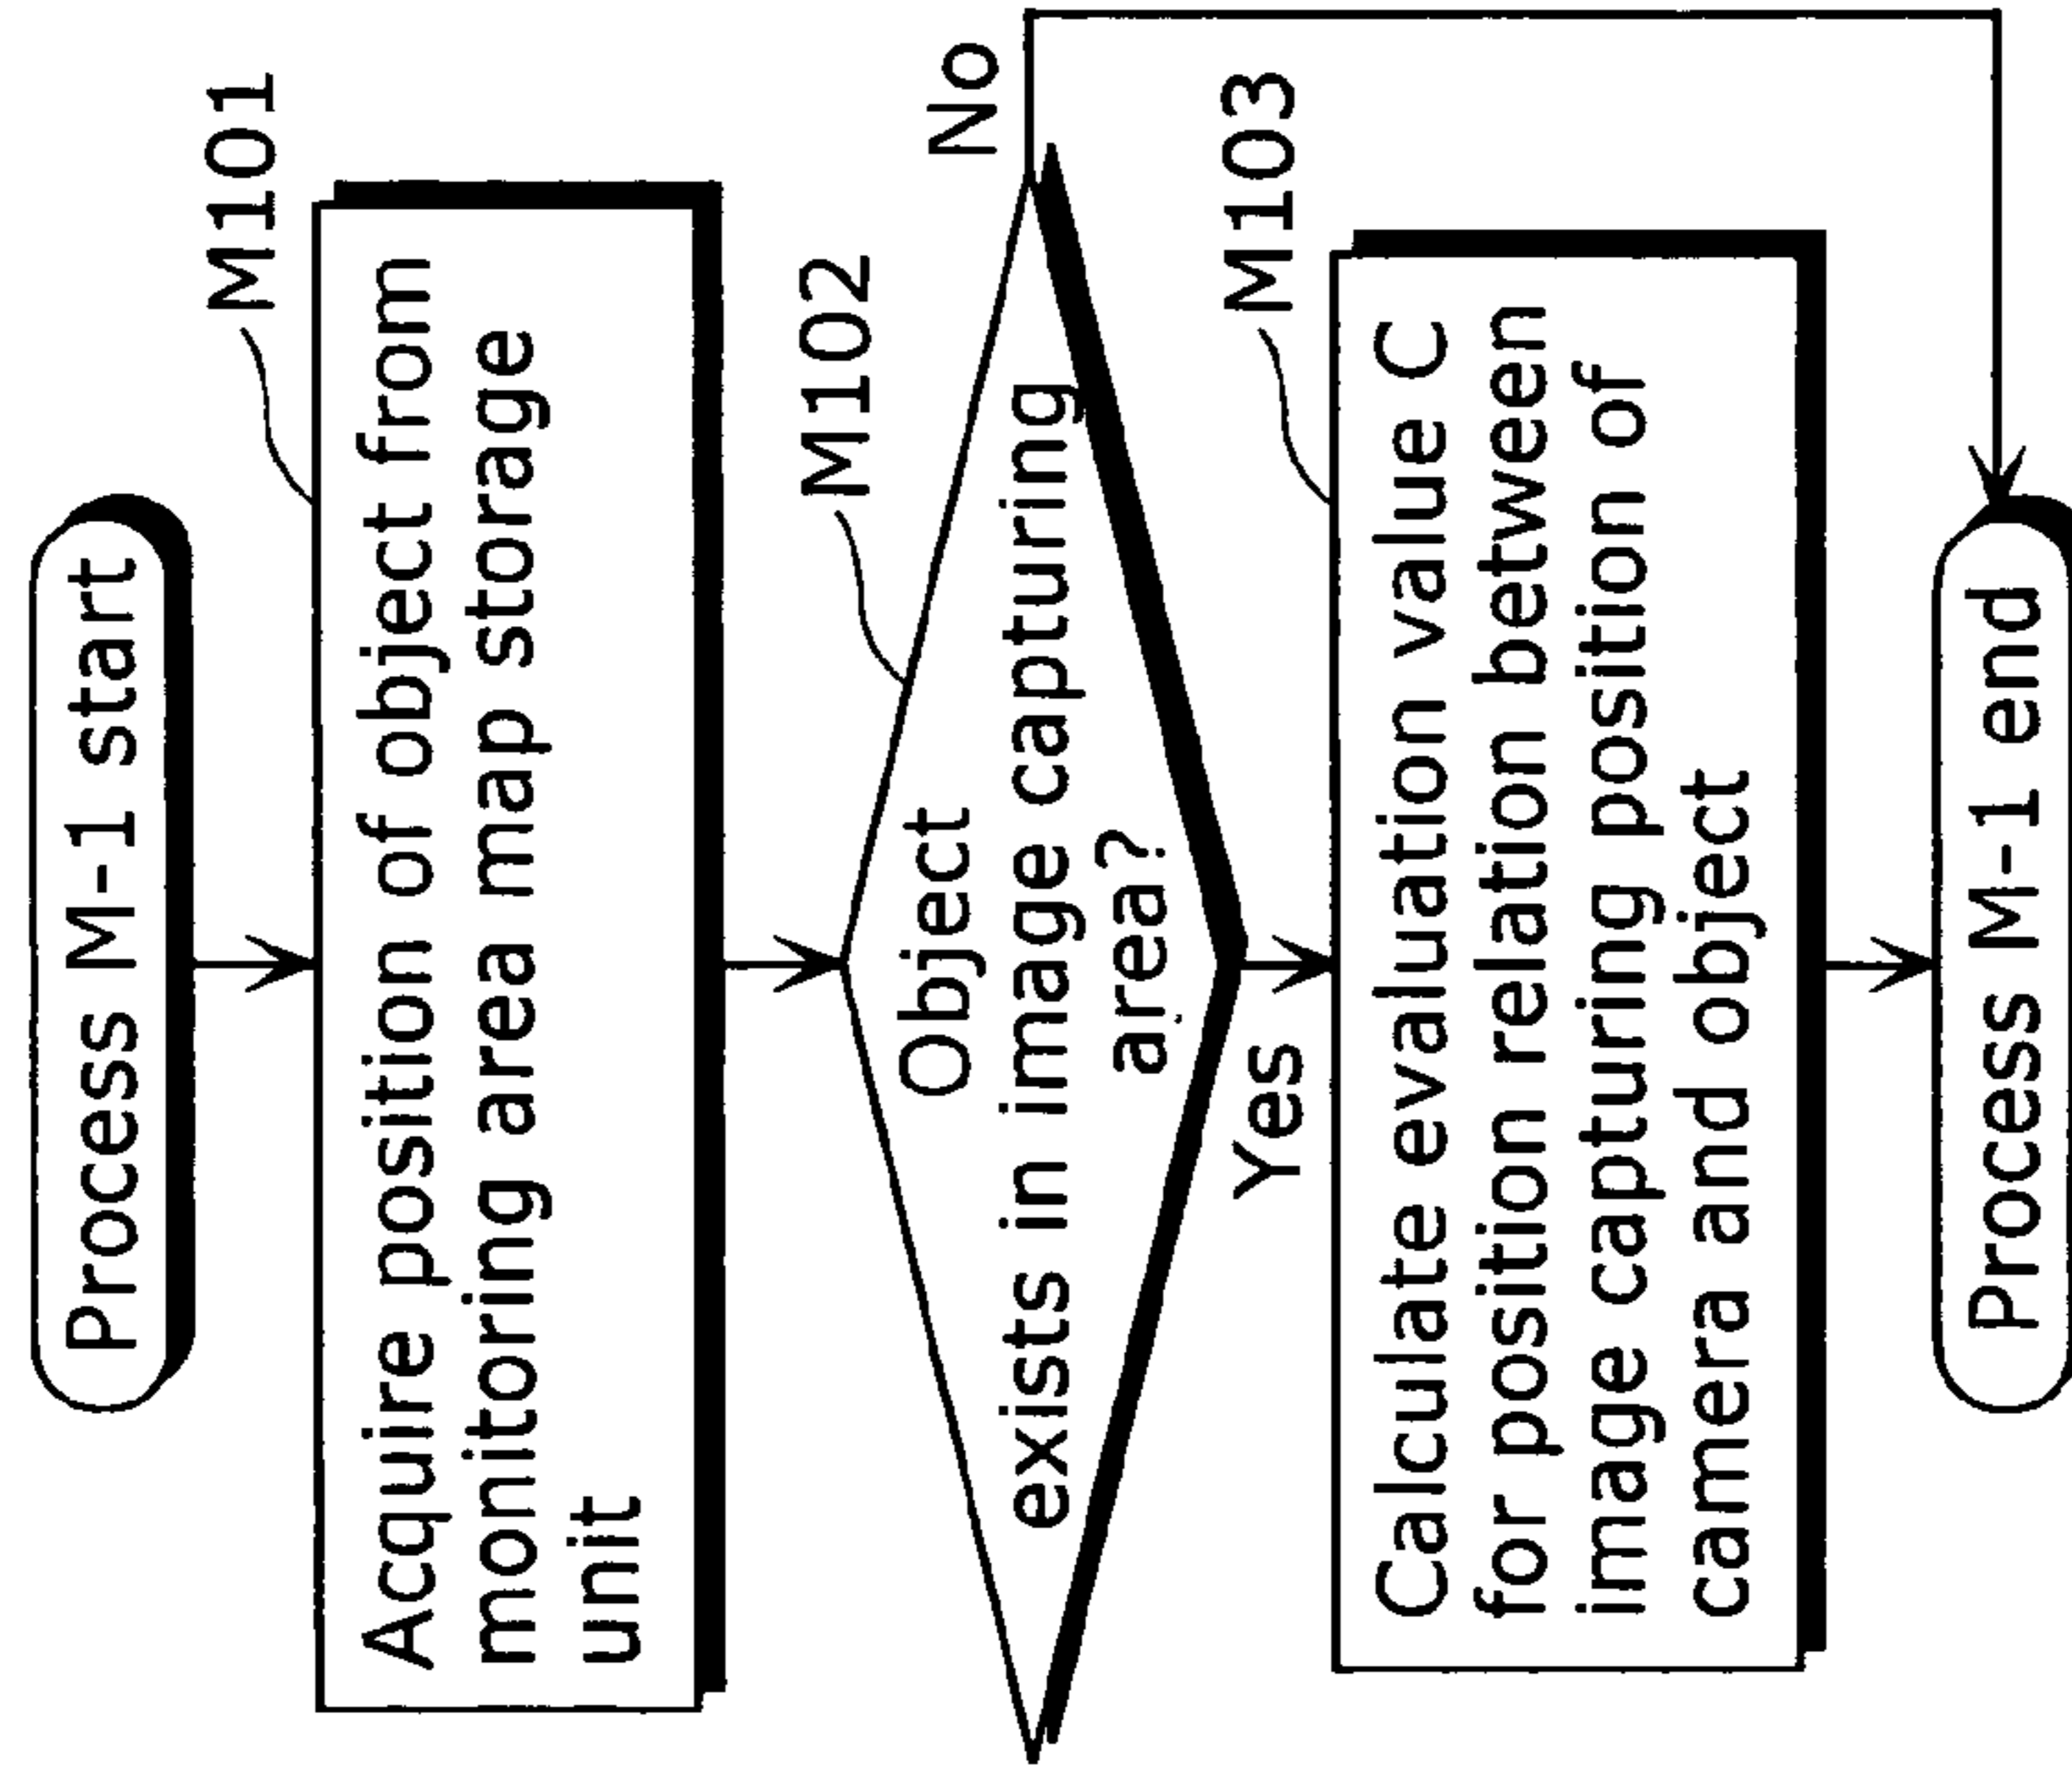 Process M-1 start
M101
Acquire position of object from
monitoring area map storage
unit
M102
Object
exists in image capturing
area?
No
Yes
M103
Calculate evaluation value C
for position relation between
image capturing position of
camera and object
Process M-1 end